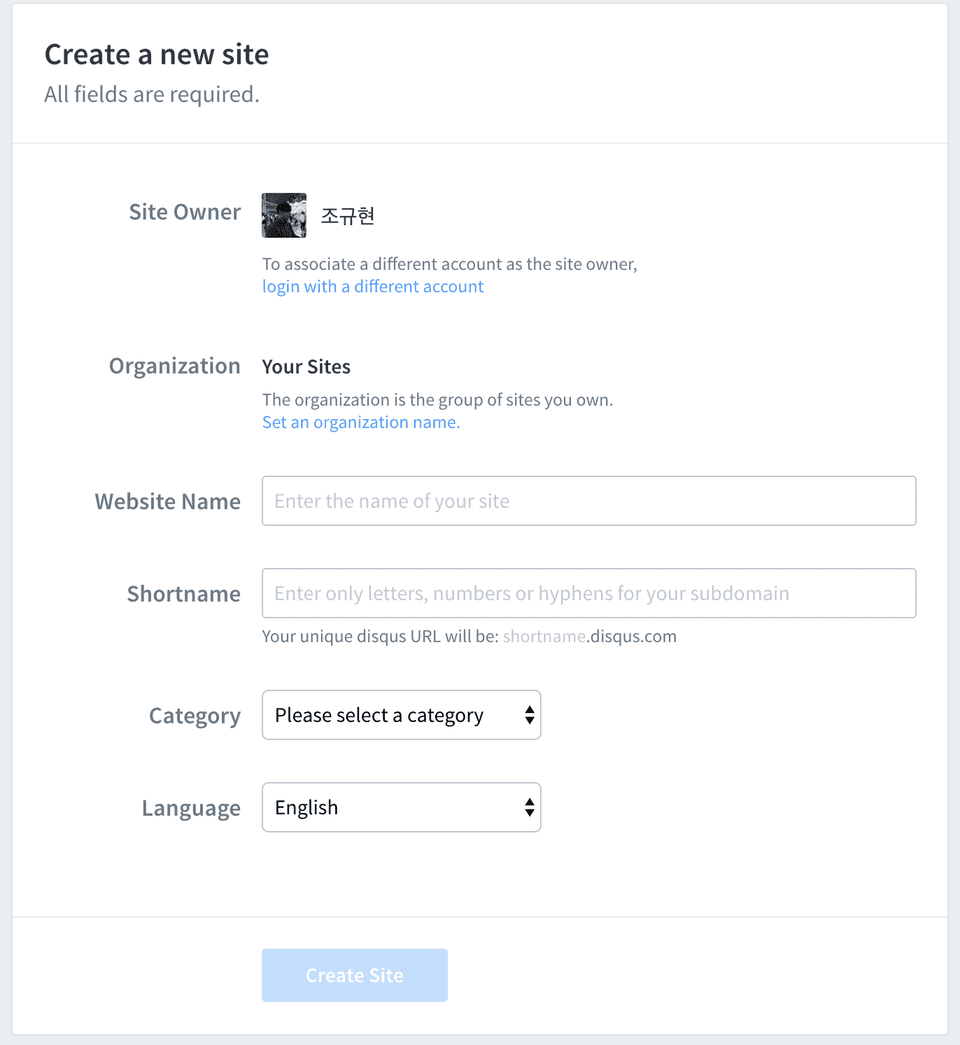 Create a new site
All fields are required.
Site Owner
조규현
To associate a different account as the site owner,
login with a different account
Organization
Your Sites
The organization is the group of sites you own.
Set an organization name.
Website Name
Enter the name of your site
Shortname
Enter only letters, numbers or hyphens for your subdomain
Your unique disqus URL will be: shortname.disqus.com
Category
Please select a category
Language
English
Create Site